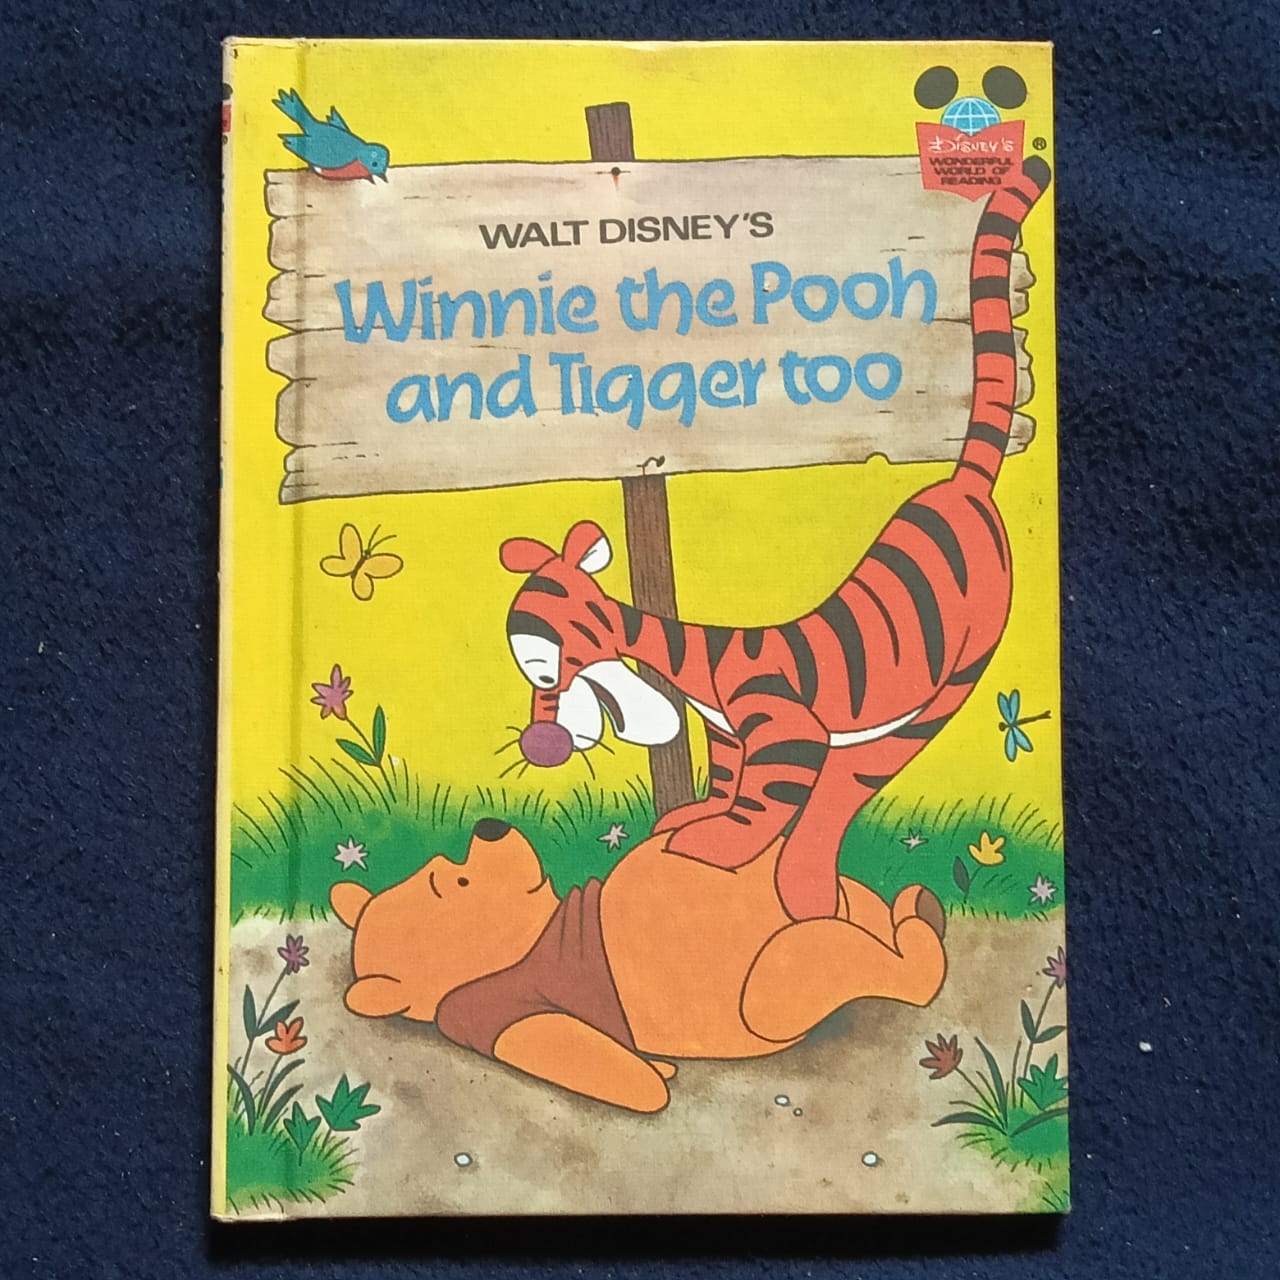 DISNEY'S
WONDERFUL
WORLD OF
READING
®
WALT DISNEY'S
Winnie the Pooh
and Tigger too